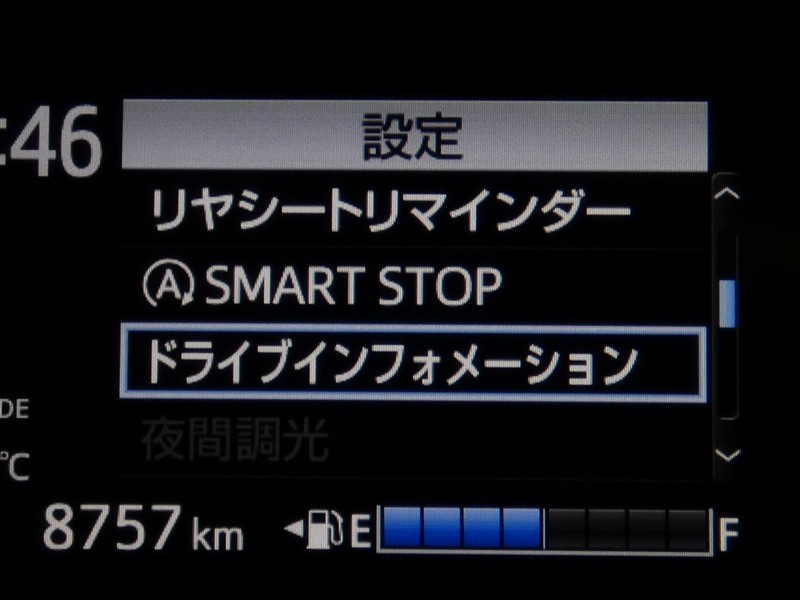 :46
設定
リヤシートリマインダー
A SMART STOP
ドライブインフォメーション
DE
夜間調光
°C
8757 km E F